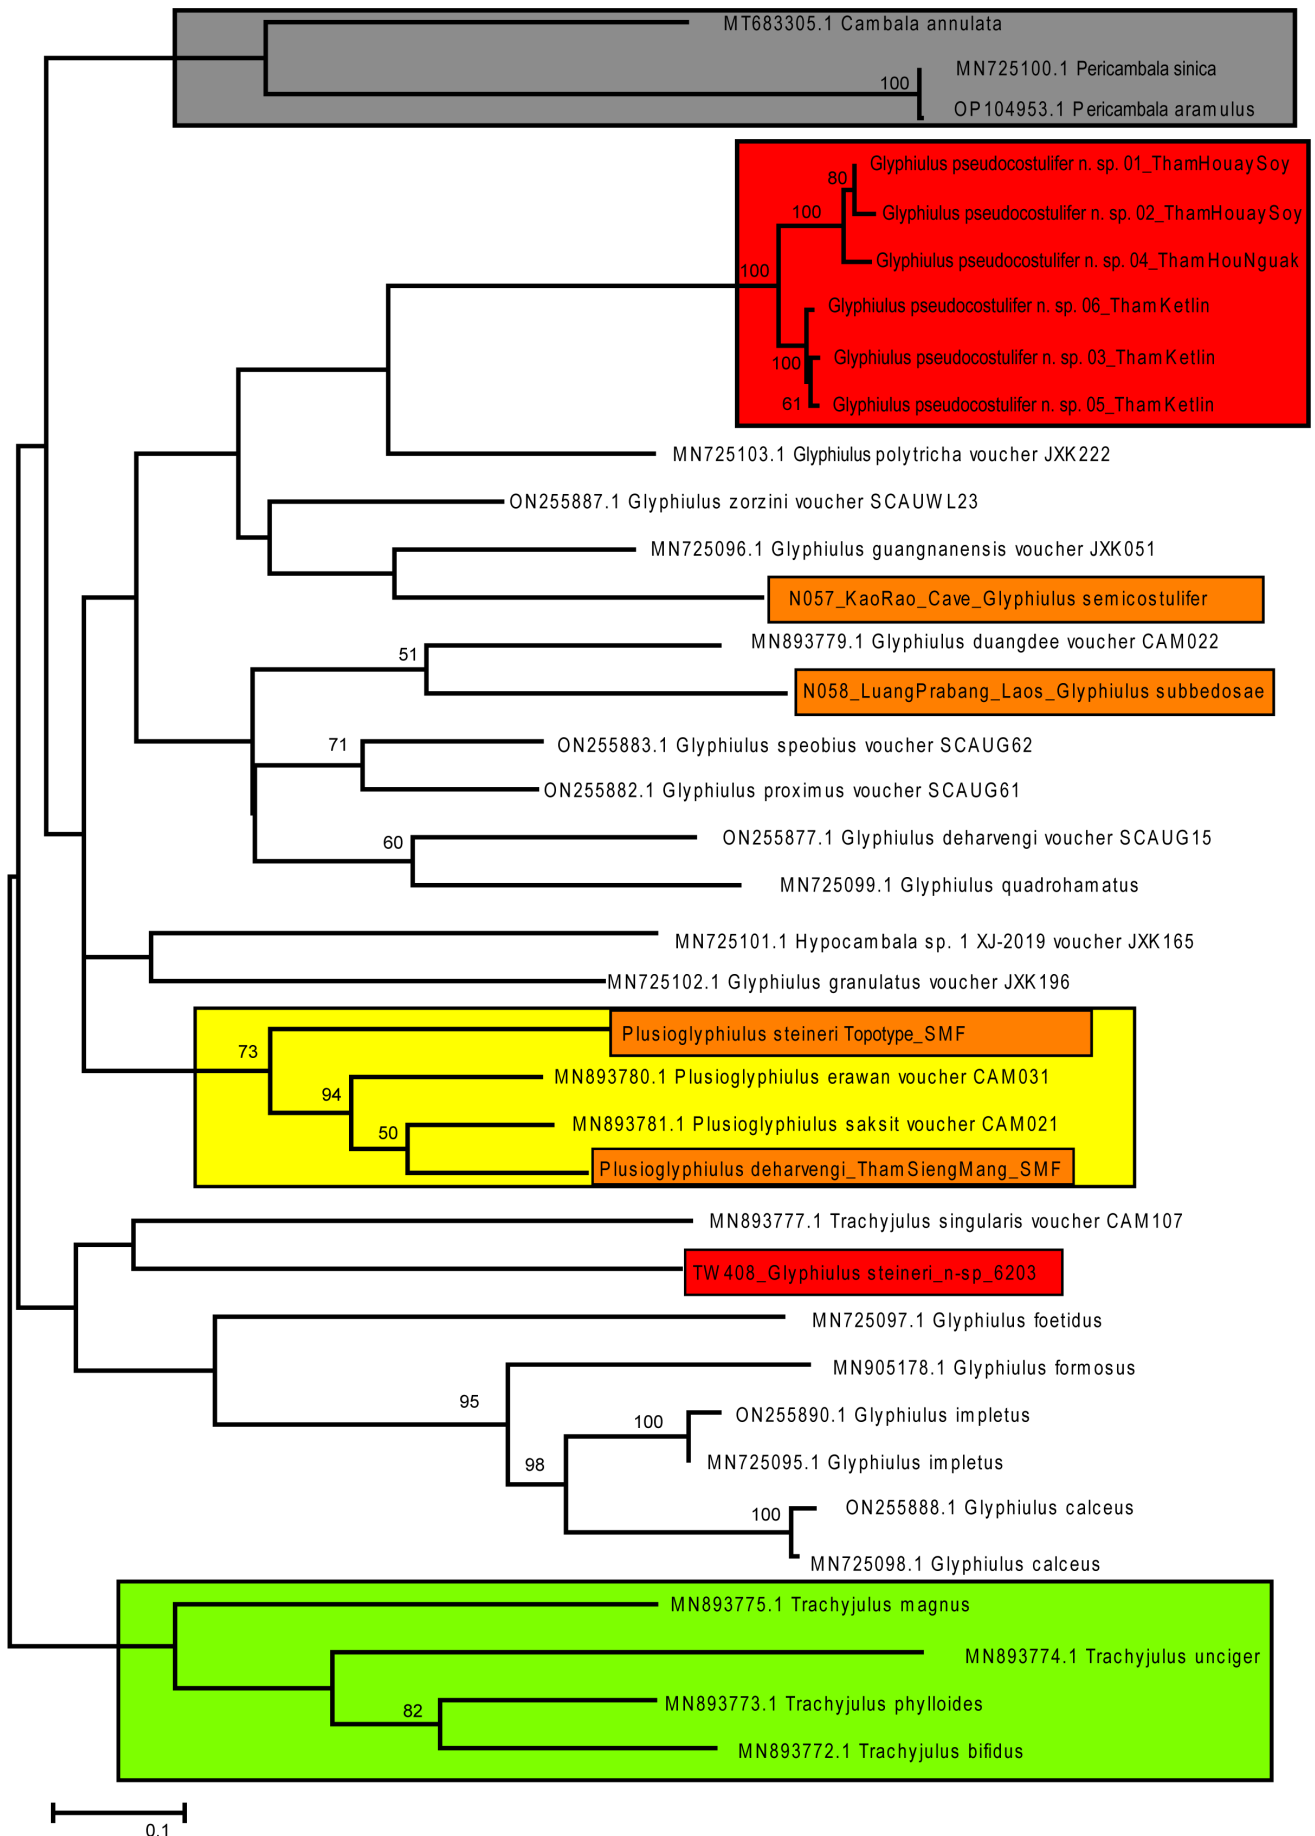 MT683305.1 Cambala annulata
MN725100.1 Pericambala sinica
100
OP104953.1 Pericambala aramulus
Glyphiulus pseudocostulifer n. sp. 01_ThamHouaySoy
80
Glyphiulus pseudocostulifer n. sp. 02_ThamHouaySoy
100
Glyphiulus pseudocostulifer n. sp. 04_ThamHouNguak
100
Glyphiulus pseudocostulifer n. sp. 06_ThamKetlin
Glyphiulus pseudocostulifer n. sp. 03_ThamKetlin
100
Glyphiulus pseudocostulifer n. sp. 05_ThamKetlin
61
MN725103.1 Glyphiulus polytricha voucher JXK222
ON255887.1 Glyphiulus zorzini voucher SCAUWL23
MN725096.1 Glyphiulus guangnanensis voucher JXK051
N057_KaoRao_Cave_Glyphiulus semicostulifer
MN893779.1 Glyphiulus duangdee voucher CAM022
51
N058_LuangPrabang_Laos_Glyphiulus subbedosae
71
ON255883.1 Glyphiulus speobius voucher SCAUG62
ON255882.1 Glyphiulus proximus voucher SCAUG61
60
ON255877.1 Glyphiulus deharvengi voucher SCAUG15
MN725099.1 Glyphiulus quadrohamatus
MN725101.1 Hypocambala sp. 1 XJ-2019 voucher JXK165
MN725102.1 Glyphiulus granulatus voucher JXK196
Plusioglyphiulus steineri Topotype_SMF
73
MN893780.1 Plusioglyphiulus erawan voucher CAM031
94
MN893781.1 Plusioglyphiulus saksit voucher CAM021
50
Plusioglyphiulus deharvengi_ThamSiengMang_SMF
MN893777.1 Trachyjulus singularis voucher CAM107
TW408_Glyphiulus steineri_n-sp_6203
MN725097.1 Glyphiulus foetidus
MN905178.1 Glyphiulus formosus
95
ON255890.1 Glyphiulus impletus
100
MN725095.1 Glyphiulus impletus
98
ON255888.1 Glyphiulus calceus
100
MN725098.1 Glyphiulus calceus
MN893775.1 Trachyjulus magnus
MN893774.1 Trachyjulus unciger
MN893773.1 Trachyjulus phylloides
82
MN893772.1 Trachyjulus bifidus
0.1